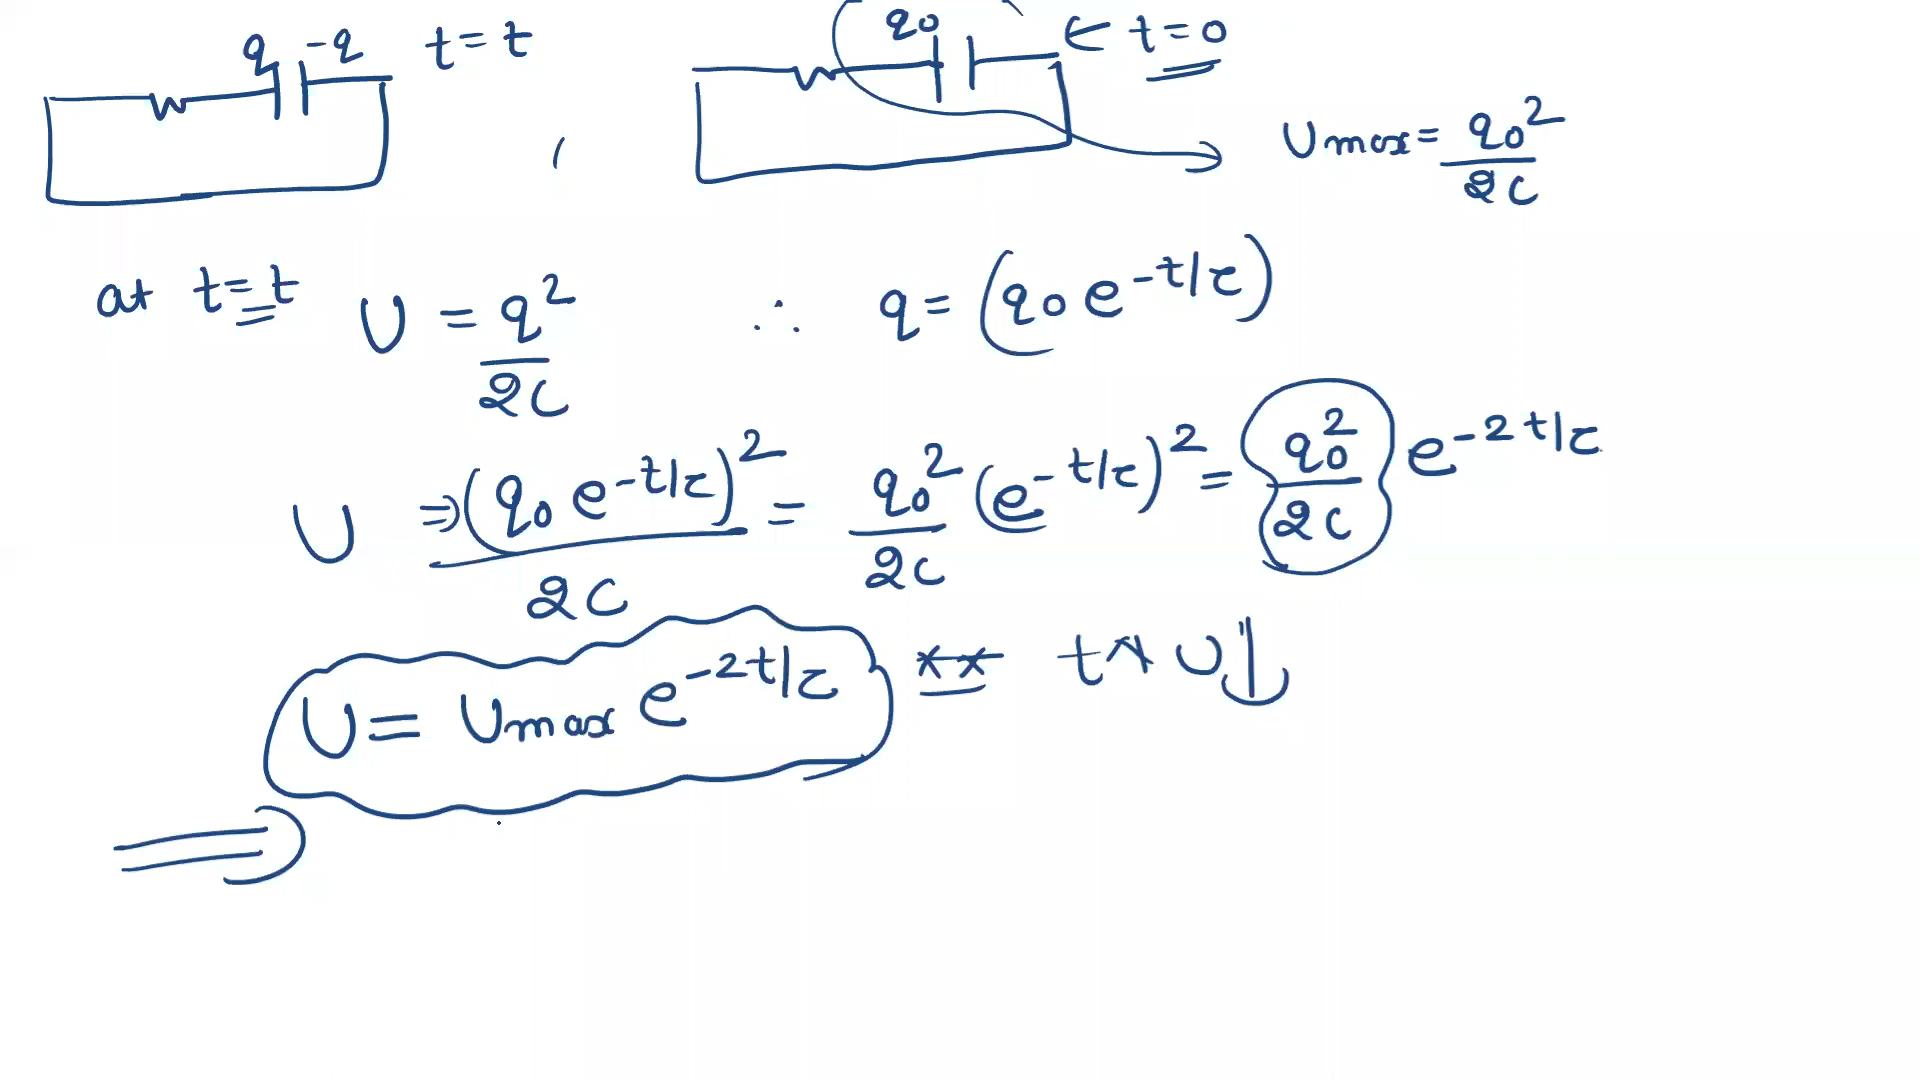 q -q t = t
q₀ ← t = 0
Umax = q₀²/2C
at t = t U = q²/2C ∴ q = (q₀ e^-t/τ)
U ⇒ (q₀ e^-t/τ)²/2C = q₀²/2C (e^-t/τ)² = q₀²/2C e^-2t/τ
U = Umax e^-2t/τ ** t↑ U↓